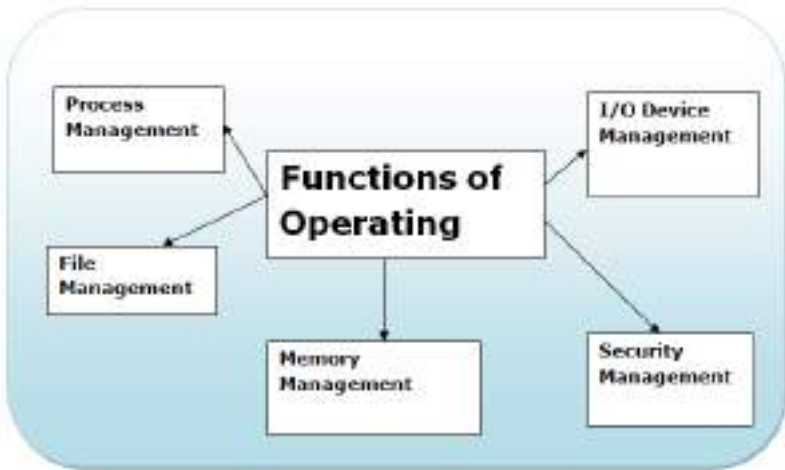 Process
Management
I/O Device
Management
Functions of
Operating
File
Management
Memory
Management
Security
Management